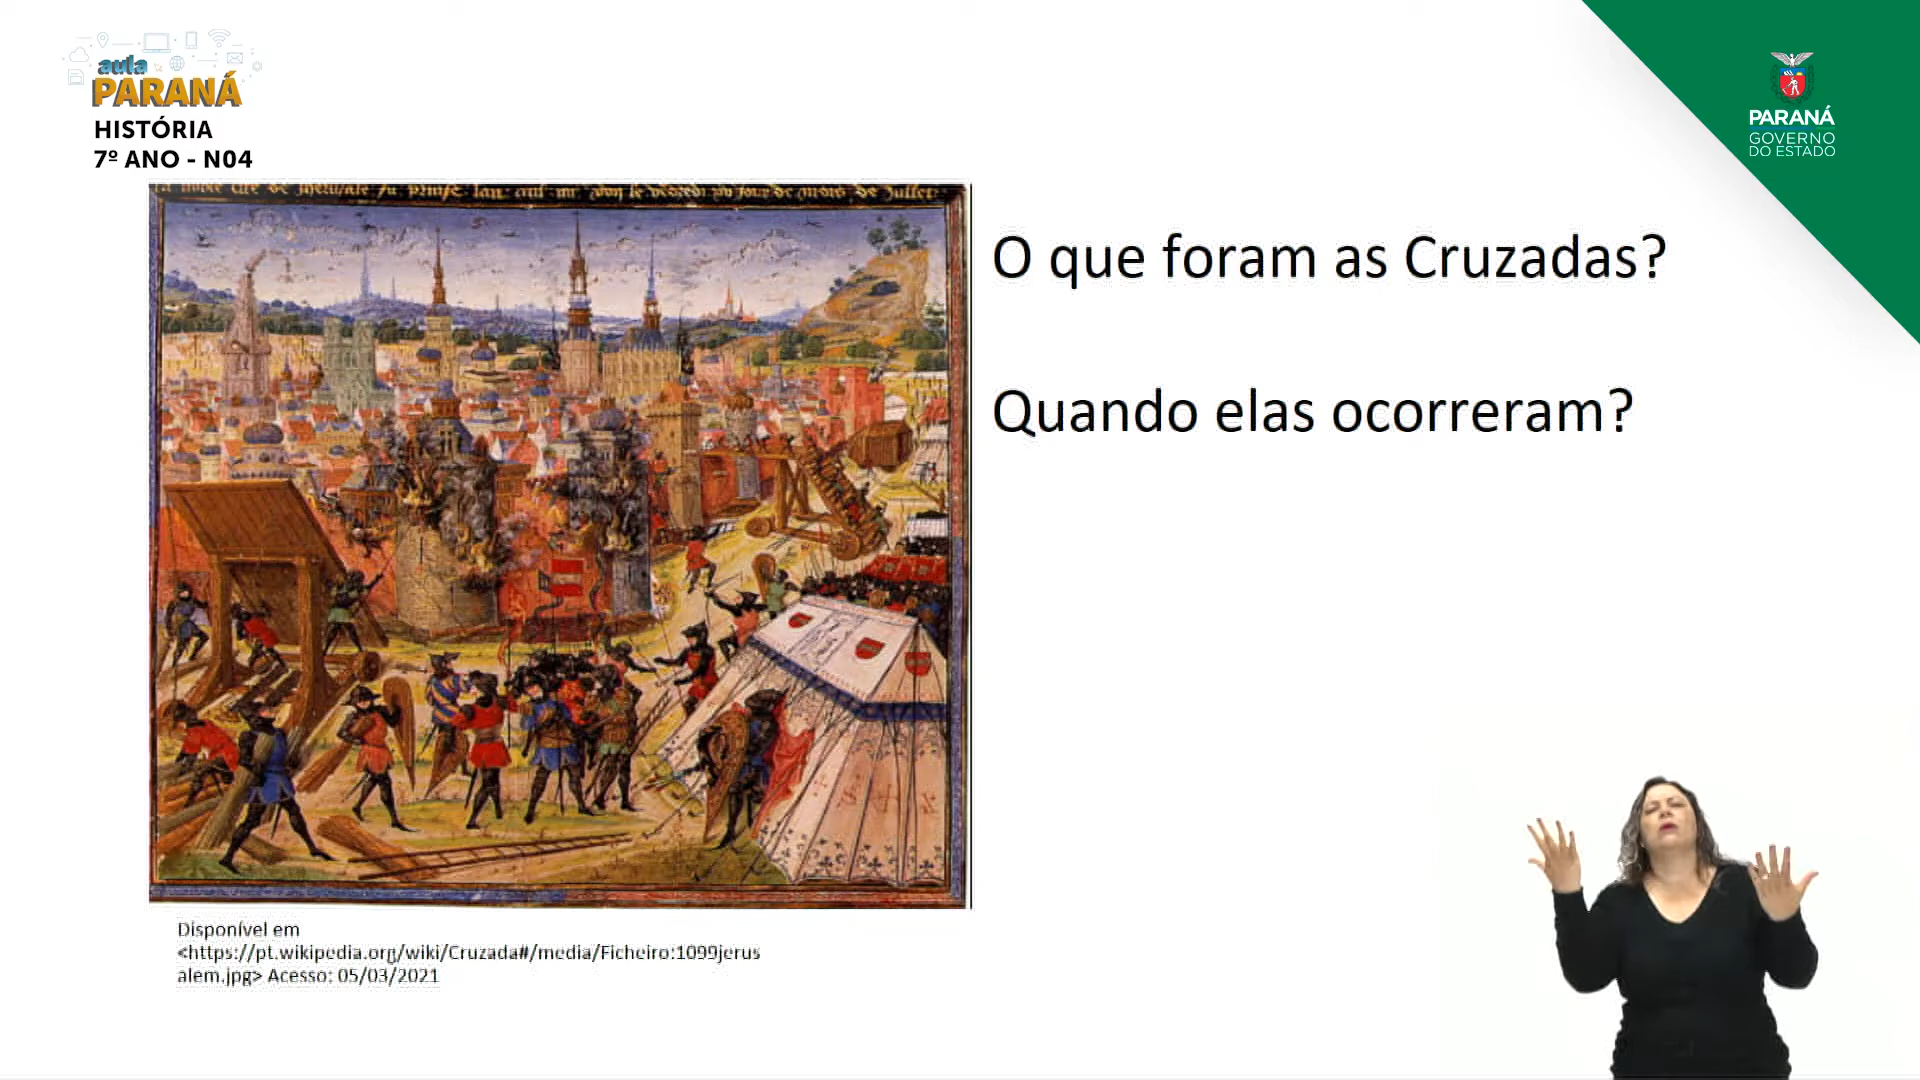 aula
PARANÁ
HISTÓRIA
7º ANO - N04
PARANÁ
GOVERNO
DO ESTADO
O que foram as Cruzadas?
Quando elas ocorreram?
Disponível em
<https://pt.wikipedia.org/wiki/Cruzada#/media/Ficheiro:1099jerus
alem.jpg> Acesso: 05/03/2021